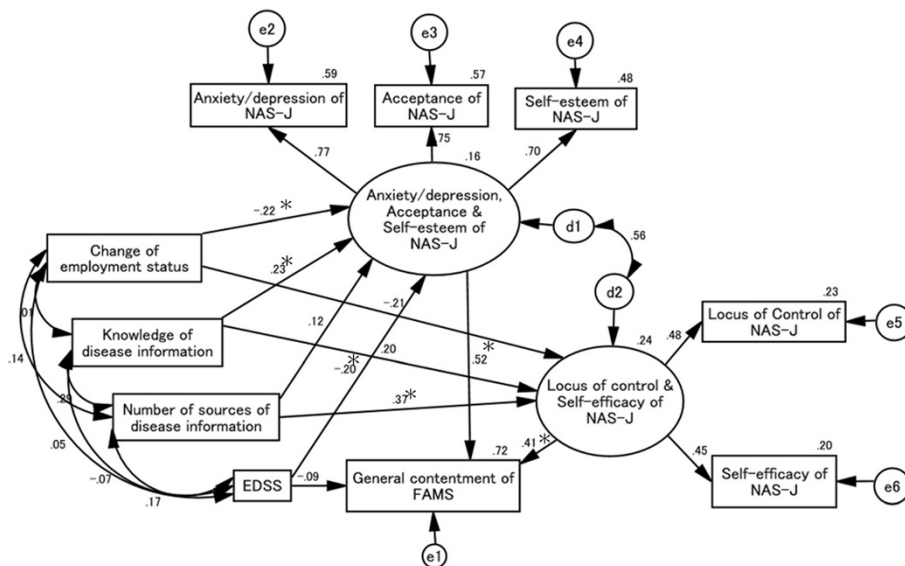 e2
e3
e4
.59
.57
.48
Anxiety/depression of
NAS-J
Acceptance of
NAS-J
Self-esteem of
NAS-J
.77
.75
.70
.16
Anxiety/depression,
Acceptance &
Self-esteem of
NAS-J
-.22 *
d1
.56
d2
Change of
employment status
.23*
-.21
.23
Locus of Control of
NAS-J
e5
.01
Knowledge of
disease information
.12
-.20*
.20
.52*
.24
.48
.14
Locus of control &
Self-efficacy of
NAS-J
.29
Number of sources of
disease information
.37*
.41*
.45
.20
.05
-.07
.17
EDSS
-.09
.72
General contentment of
FAMS
Self-efficacy of
NAS-J
e6
e1